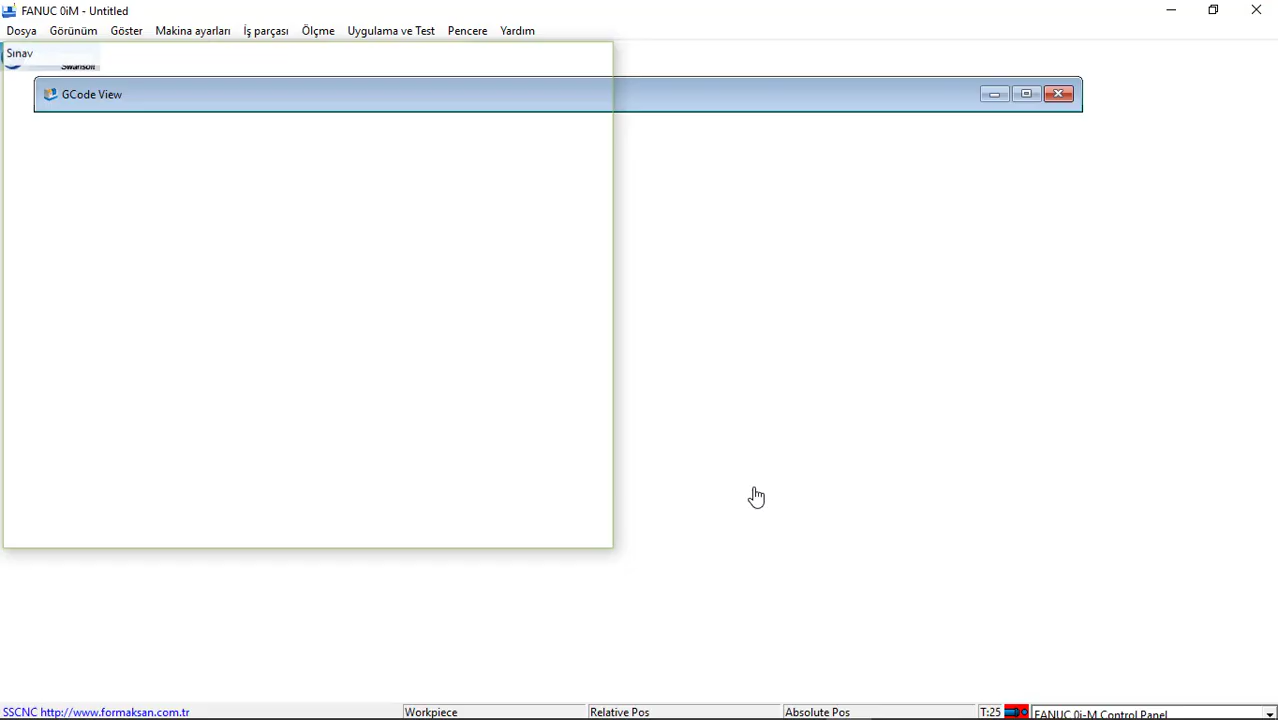 FANUC 0iM - Untitled
Dosya Görünüm Göster Makina ayarları İş parçası Ölçme Uygulama ve Test Pencere Yardım
Sınav
Swansoft
GCode View
SSCNC http://www.formaksan.com.tr Workpiece Relative Pos Absolute Pos T:25 FANUC 0i-M Control Panel